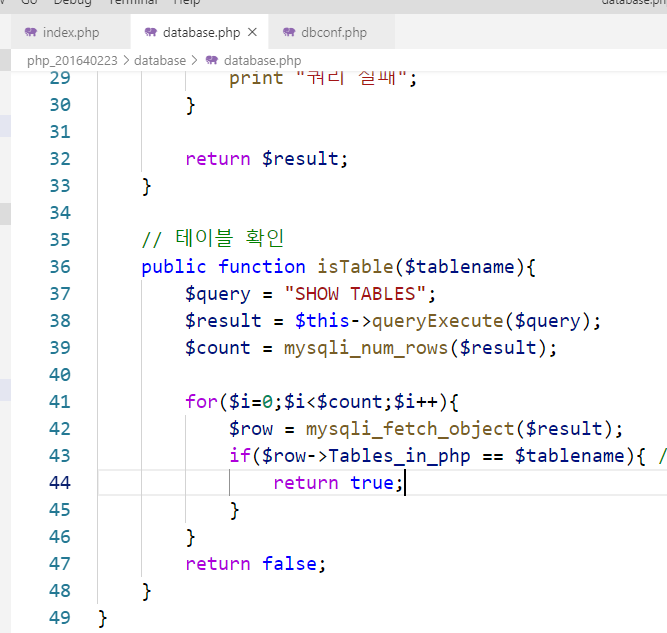 Go Debug Terminal Help database.php
index.php database.php × dbconf.php
php_201640223 > database > database.php
29 print "쿼리 실패";
30 }
31
32 return $result;
33 }
34
35 // 테이블 확인
36 public function isTable($tablename){
37 $query = "SHOW TABLES";
38 $result = $this->queryExecute($query);
39 $count = mysqli_num_rows($result);
40
41 for($i=0;$i<$count;$i++){
42 $row = mysqli_fetch_object($result);
43 if($row->Tables_in_php == $tablename){ /
44 return true;
45 }
46 }
47 return false;
48 }
49 }